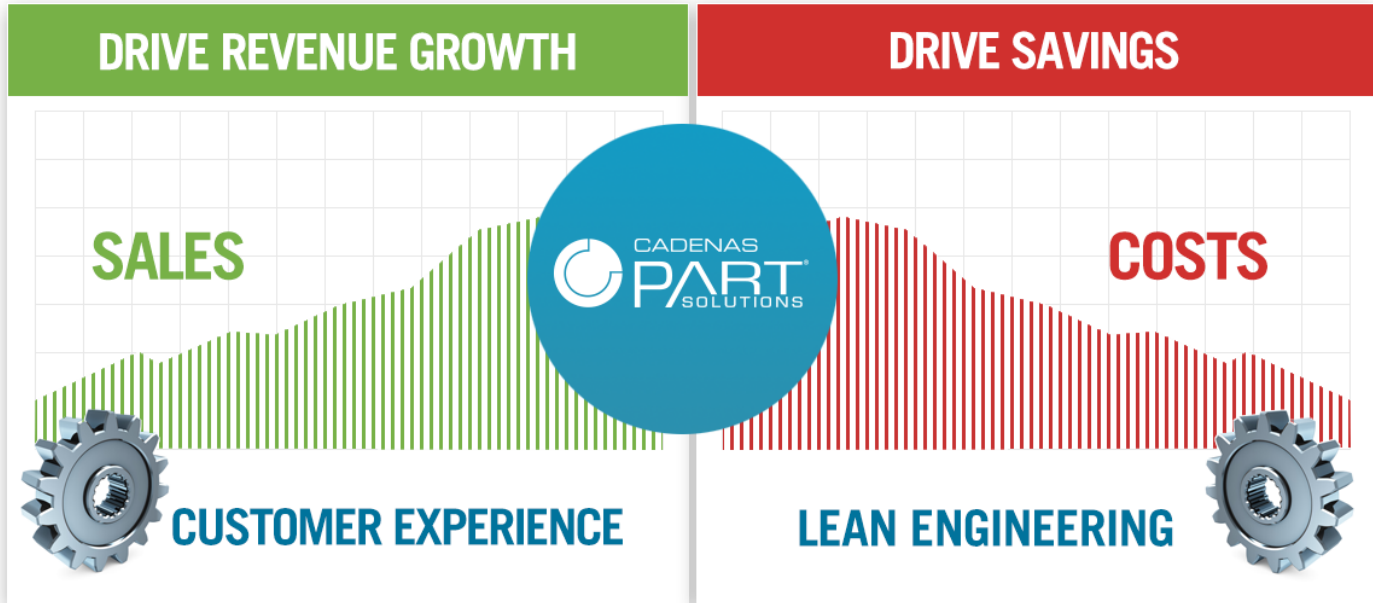 DRIVE REVENUE GROWTH
DRIVE SAVINGS
SALES
CADENAS
PART®
SOLUTIONS
COSTS
CUSTOMER EXPERIENCE
LEAN ENGINEERING